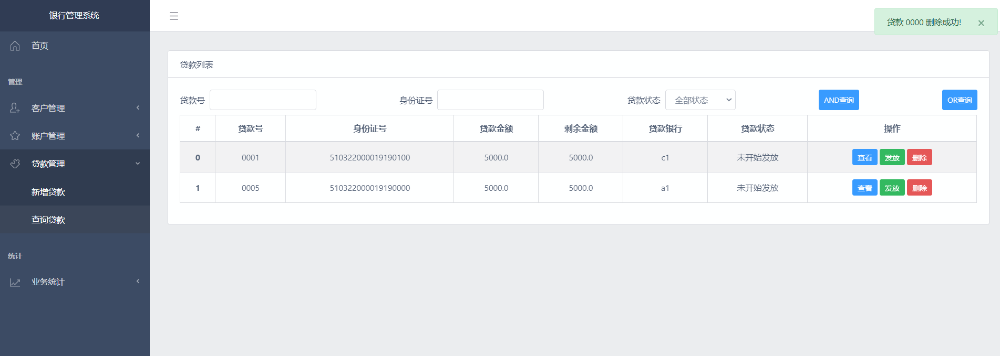 银行管理系统
首页
管理
客户管理
账户管理
贷款管理
新增贷款
查询贷款
统计
业务统计
贷款 0000 删除成功! ×
贷款列表
贷款号 身份证号 贷款状态 全部状态 AND查询 OR查询
# 贷款号 身份证号 贷款金额 剩余金额 贷款银行 贷款状态 操作
0 0001 510322000019190100 5000.0 5000.0 c1 未开始发放 查看 发放 删除
1 0005 510322000019190000 5000.0 5000.0 a1 未开始发放 查看 发放 删除